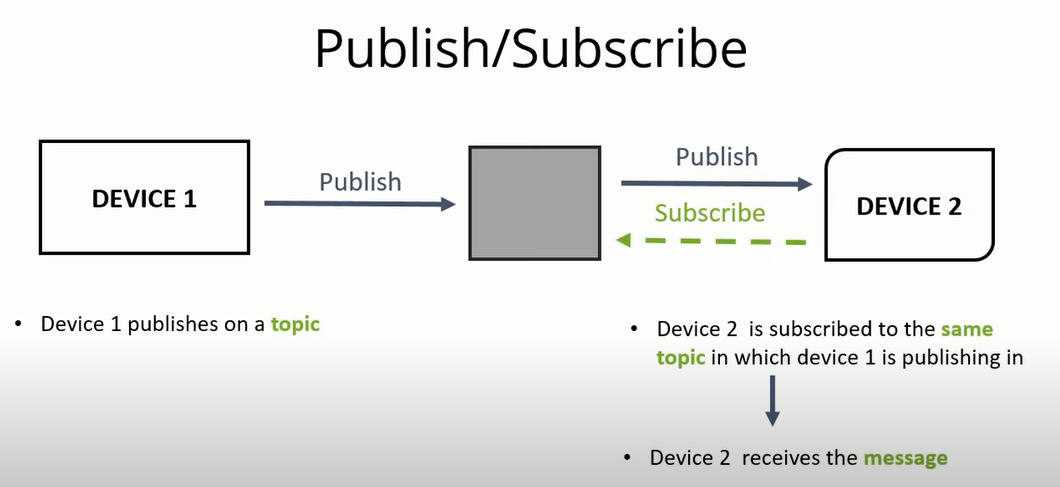 Publish/Subscribe
DEVICE 1
Publish
Publish
Subscribe
DEVICE 2
• Device 1 publishes on a topic
• Device 2 is subscribed to the same
topic in which device 1 is publishing in
• Device 2 receives the message